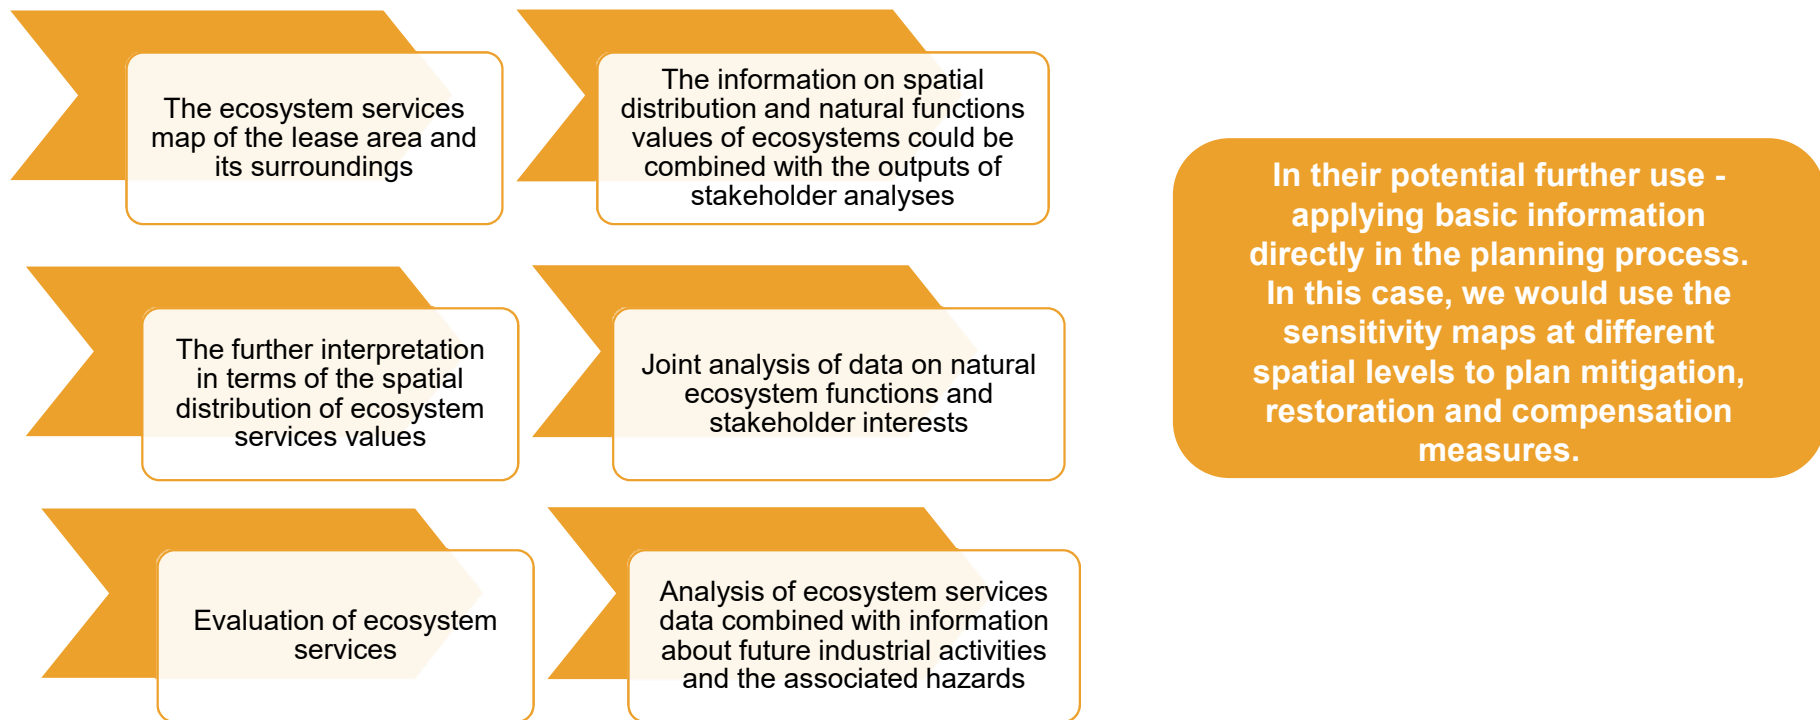 The ecosystem services
map of the lease area and
its surroundings
The information on spatial
distribution and natural functions
values of ecosystems could be
combined with the outputs of
stakeholder analyses
The further interpretation
in terms of the spatial
distribution of ecosystem
services values
Joint analysis of data on natural
ecosystem functions and
stakeholder interests
Evaluation of ecosystem
services
Analysis of ecosystem services
data combined with information
about future industrial activities
and the associated hazards
In their potential further use -
applying basic information
directly in the planning process.
In this case, we would use the
sensitivity maps at different
spatial levels to plan mitigation,
restoration and compensation
measures.